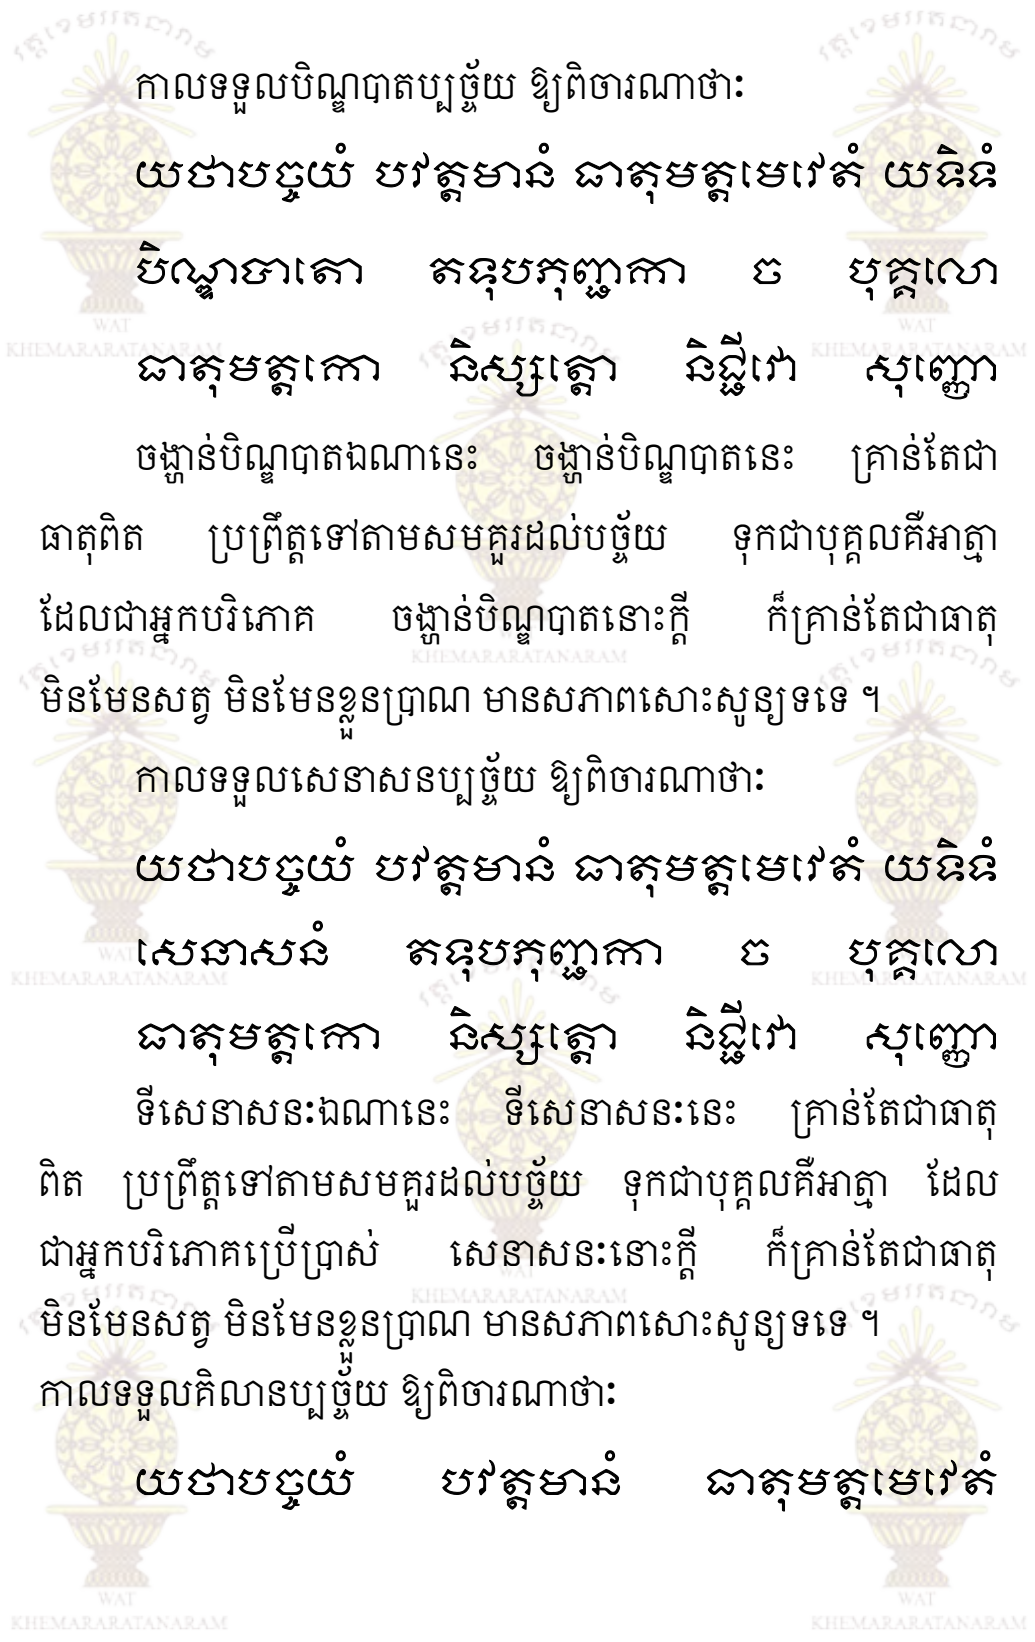 កាលទទួលបិណ្ឌបាតប្បច្ច័យ ឱ្យពិចារណាថាៈ
យថាបច្ចយំ បវត្តមានំ ធាតុមត្តមេវេតំ យទិទំ
បិណ្ឌបាតោ តទុបភុញ្ជកោ ច បុគ្គលោ
ធាតុមត្តកោ និស្សត្តោ និជ្ជីវោ សុញ្ញោ
ចង្ហាន់បិណ្ឌបាតឯណានេះ ចង្ហាន់បិណ្ឌបាតនេះ គ្រាន់តែជា
ធាតុពិត ប្រព្រឹត្តទៅតាមសមគួរដល់បច្ច័យ ទុកជាបុគ្គលគឺអាត្មា
ដែលជាអ្នកបរិភោគ ចង្ហាន់បិណ្ឌបាតនោះក្តី ក៏គ្រាន់តែជាធាតុ
មិនមែនសត្វ មិនមែនខ្លួនប្រាណ មានសភាពសោះសូន្យទទេ ។
កាលទទួលសេនាសនប្បច្ច័យ ឱ្យពិចារណាថាៈ
យថាបច្ចយំ បវត្តមានំ ធាតុមត្តមេវេតំ យទិទំ
សេនាសនំ តទុបភុញ្ជកោ ច បុគ្គលោ
ធាតុមត្តកោ និស្សត្តោ និជ្ជីវោ សុញ្ញោ
ទីសេនាសនៈឯណានេះ ទីសេនាសនៈនេះ គ្រាន់តែជាធាតុ
ពិត ប្រព្រឹត្តទៅតាមសមគួរដល់បច្ច័យ ទុកជាបុគ្គលគឺអាត្មា ដែល
ជាអ្នកបរិភោគប្រើប្រាស់ សេនាសនៈនោះក្តី ក៏គ្រាន់តែជាធាតុ
មិនមែនសត្វ មិនមែនខ្លួនប្រាណ មានសភាពសោះសូន្យទទេ ។
កាលទទួលគិលានប្បច្ច័យ ឱ្យពិចារណាថាៈ
យថាបច្ចយំ បវត្តមានំ ធាតុមត្តមេវេតំ
WAT
KHEMARARATANARAM